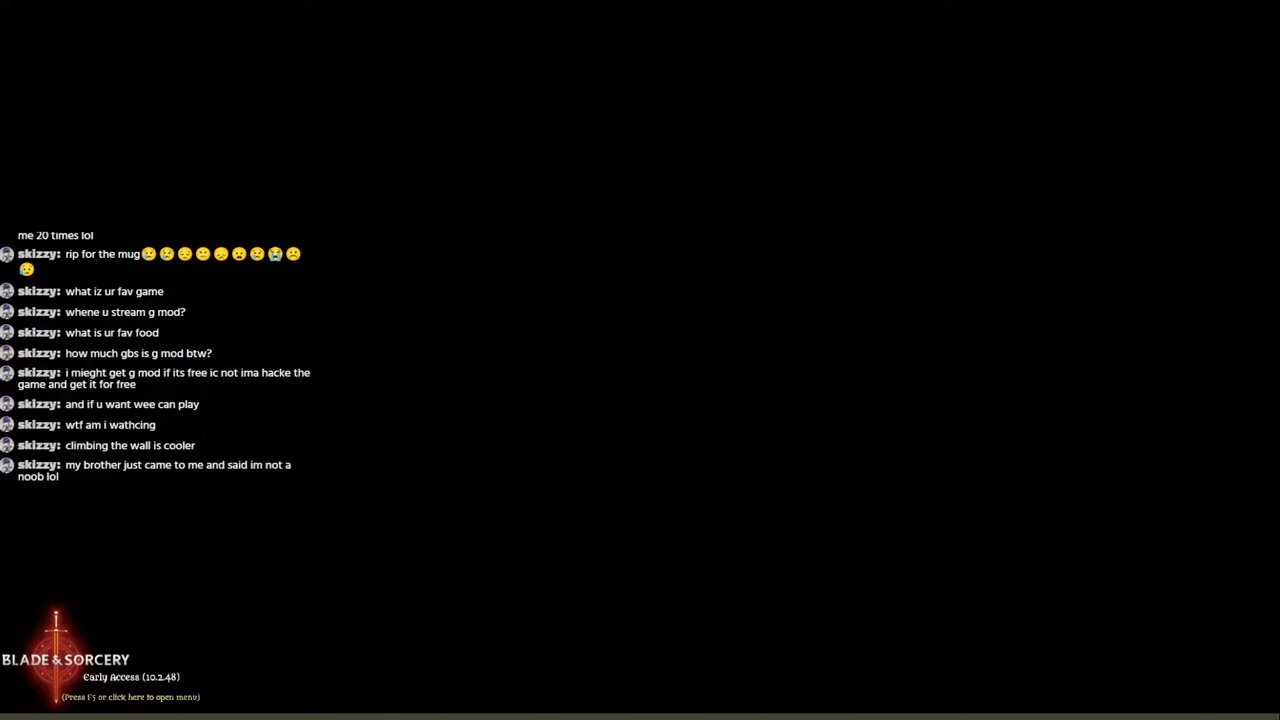 me 20 times lol
skizzy: rip for the mug😢😢😔🙁😞😦😢😭☹️
😥
skizzy: what iz ur fav game
skizzy: whene u stream g mod?
skizzy: what is ur fav food
skizzy: how much gbs is g mod btw?
skizzy: i mieght get g mod if its free ic not ima hacke the
game and get it for free
skizzy: and if u want wee can play
skizzy: wtf am i wathcing
skizzy: climbing the wall is cooler
skizzy: my brother just came to me and said im not a
noob lol
BLADE & SORCERY
Early Access (10.2.48)
(Press F5 or click here to open menu)